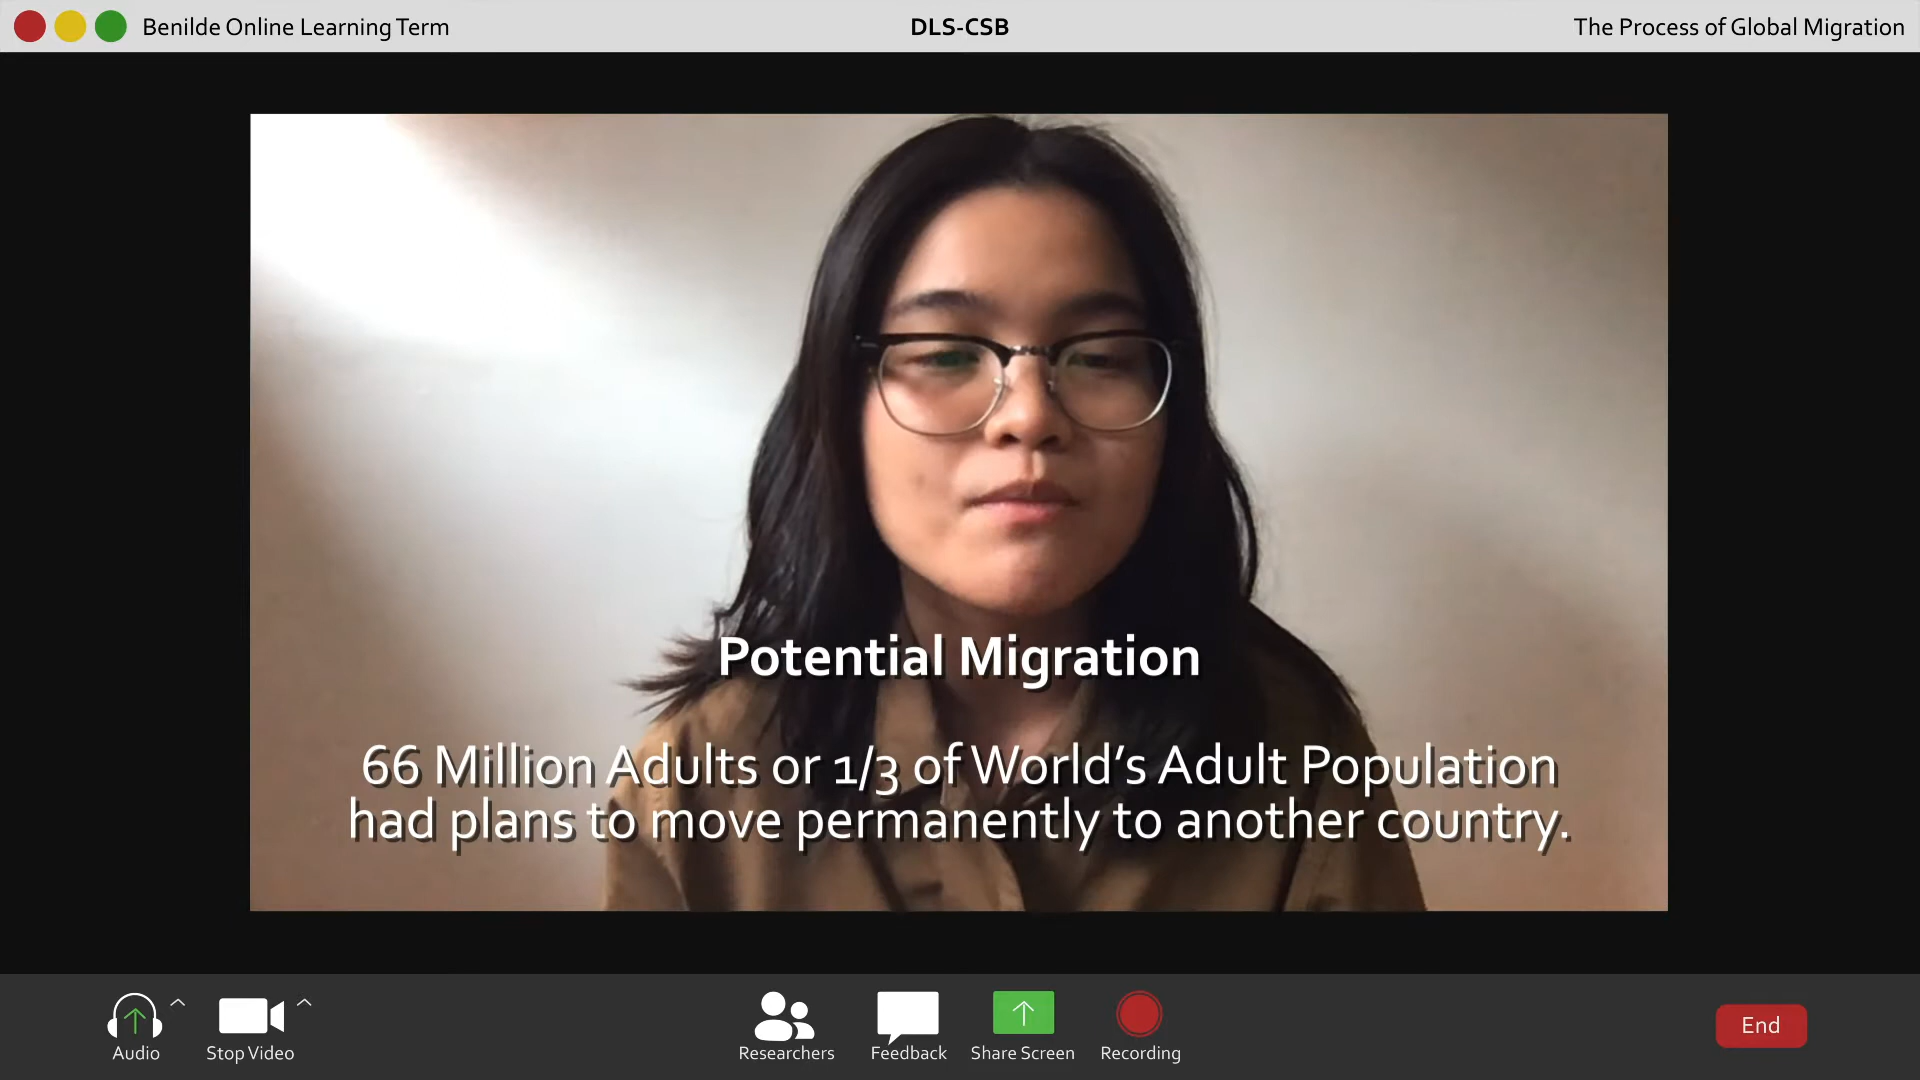 Benilde Online Learning Term
DLS-CSB
The Process of Global Migration
Potential Migration
66 Million Adults or 1/3 of World's Adult Population
had plans to move permanently to another country.
Audio
Stop Video
Researchers
Feedback
Share Screen
Recording
End